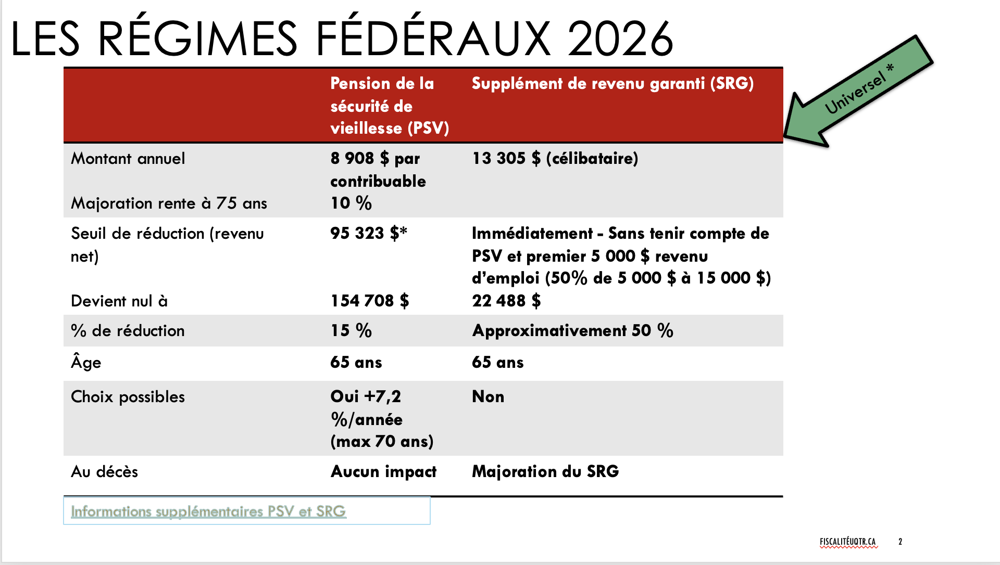 LES RÉGIMES FÉDÉRAUX 2026
Universel *
Pension de la
sécurité de
vieillesse (PSV)
Supplément de revenu garanti (SRG)
Montant annuel
8 908 $ par
contribuable
13 305 $ (célibataire)
Majoration rente à 75 ans
10 %
Seuil de réduction (revenu
net)
95 323 $*
Immédiatement - Sans tenir compte de
PSV et premier 5 000 $ revenu
d’emploi (50% de 5 000 $ à 15 000 $)
Devient nul à
154 708 $
22 488 $
% de réduction
15 %
Approximativement 50 %
Âge
65 ans
65 ans
Choix possibles
Oui +7,2
%/année
(max 70 ans)
Non
Au décès
Aucun impact
Majoration du SRG
Informations supplémentaires PSV et SRG
FISCALITÉUQTR.CA
2